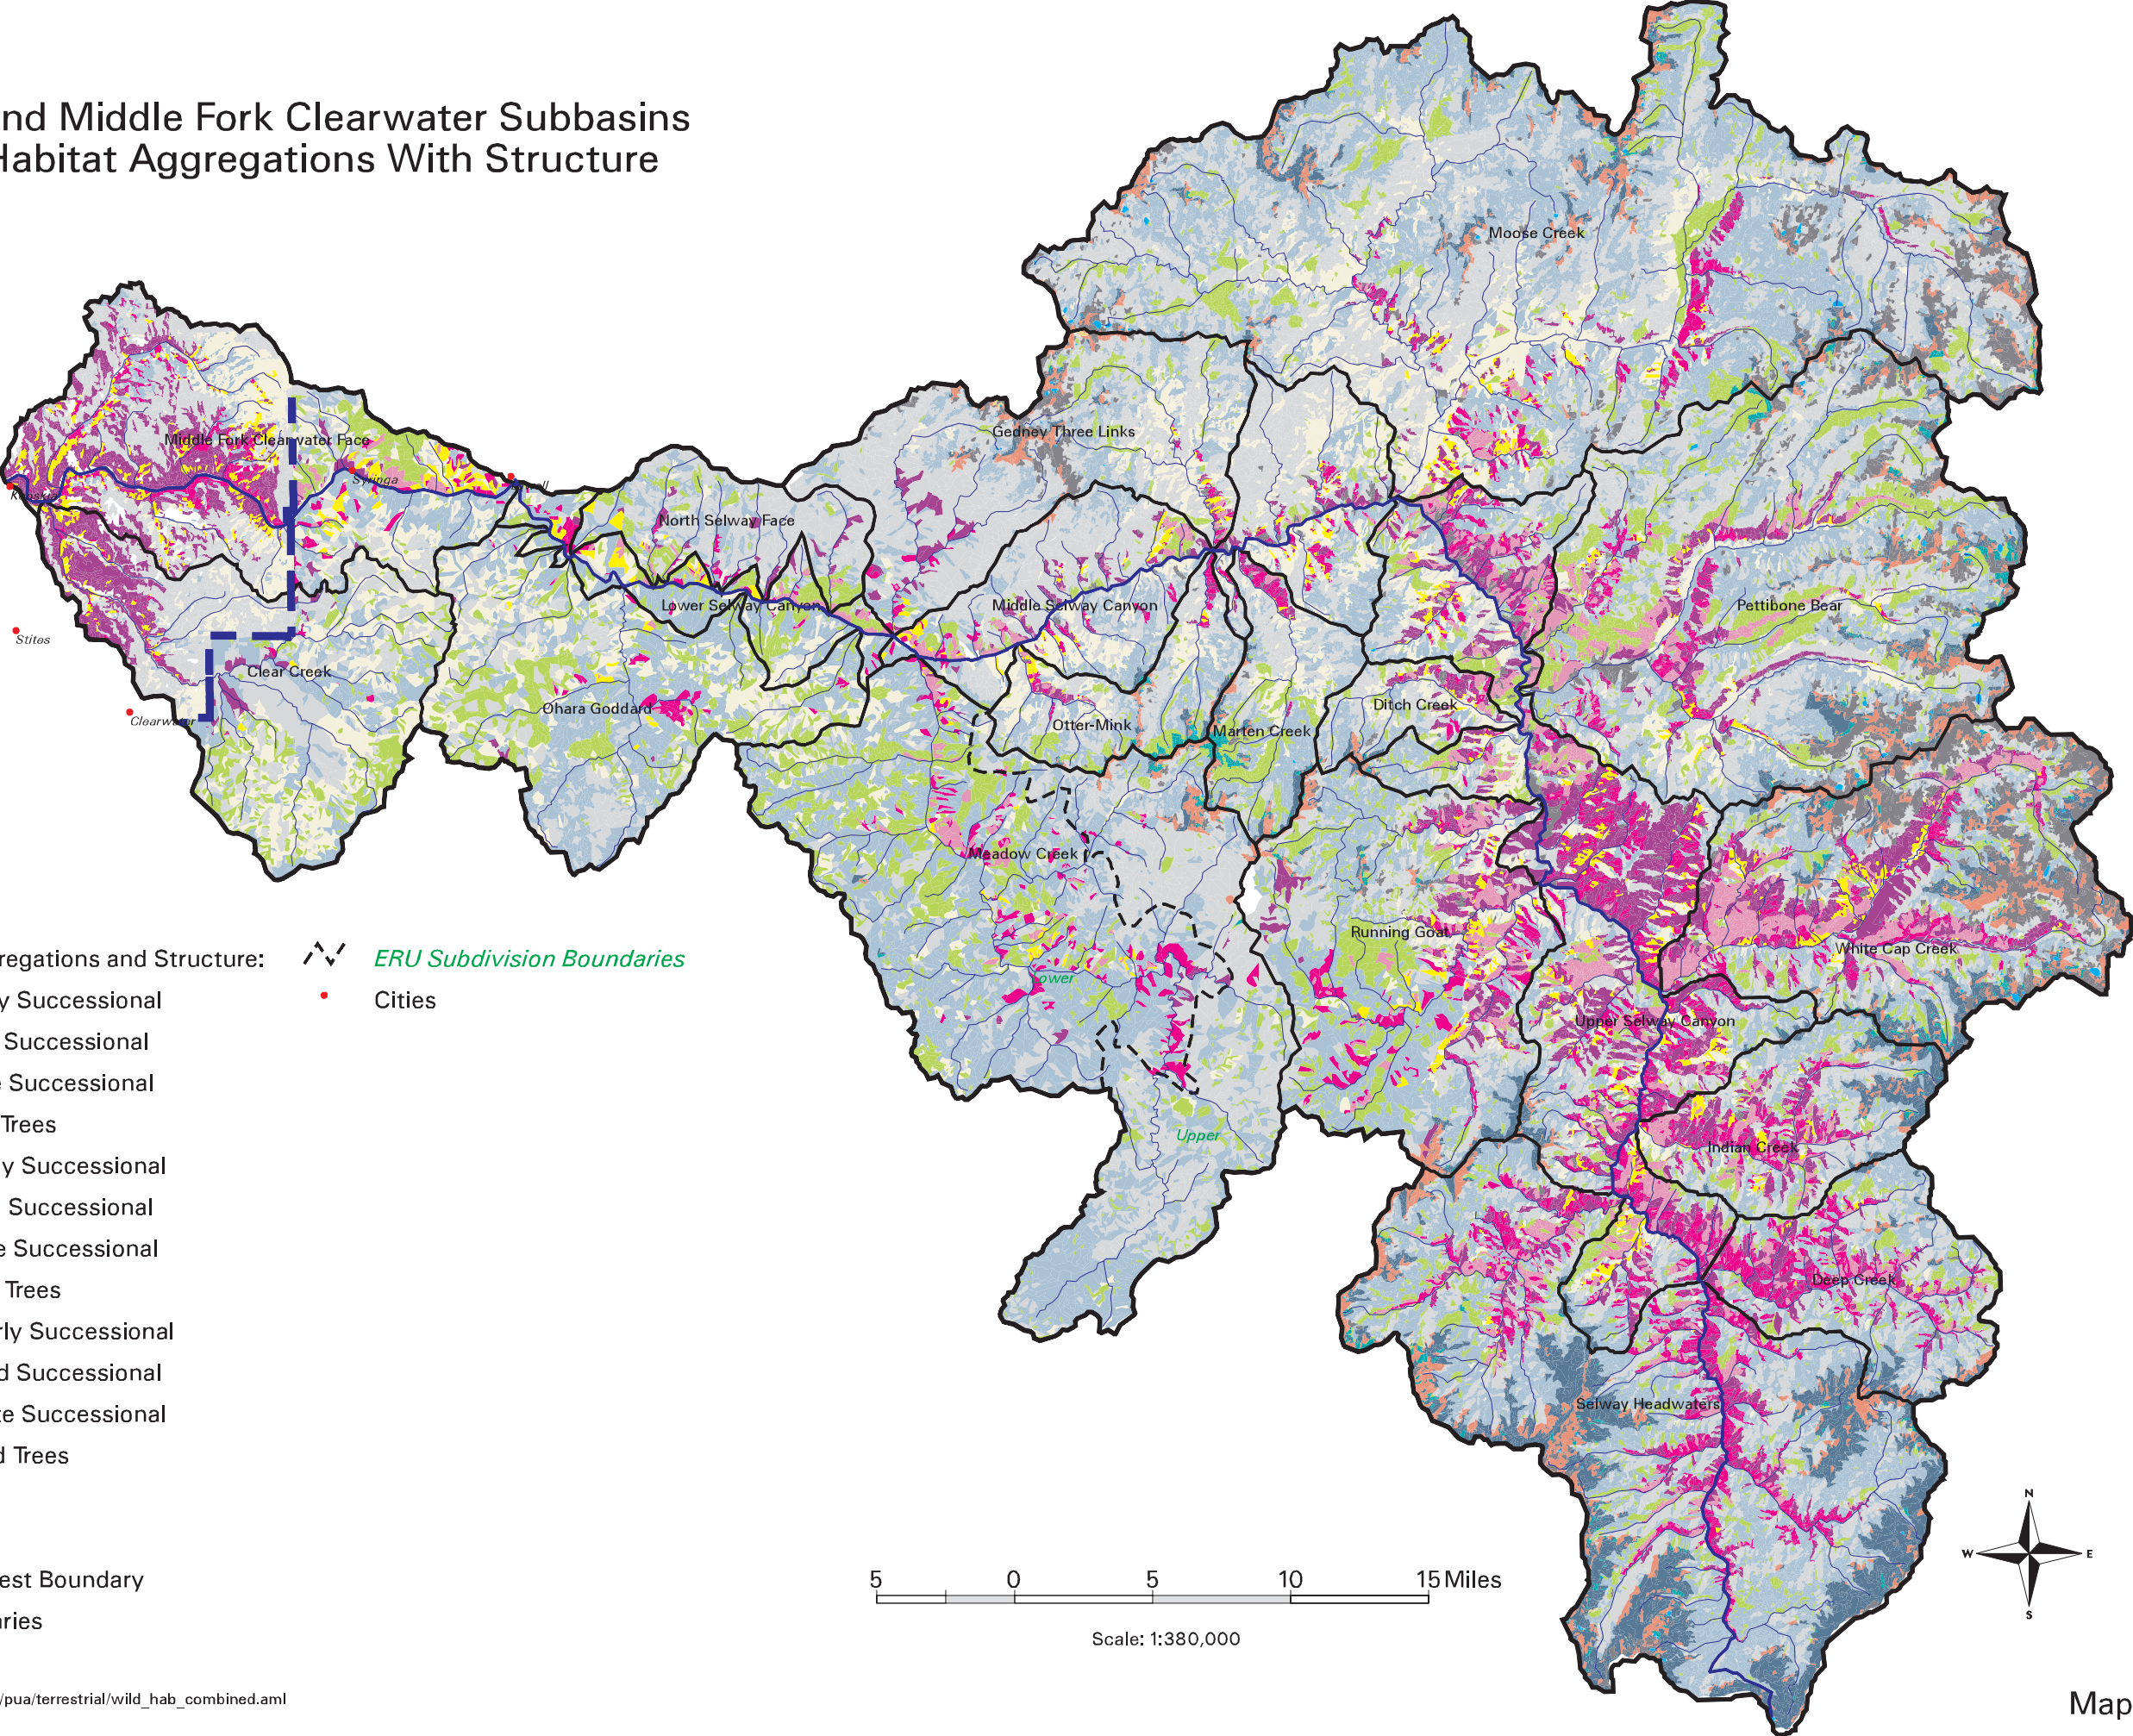 nd Middle Fork Clearwater Subbasins
Habitat Aggregations With Structure
Moose Creek
Gedney Three Links
Middle Fork Clearwater Face
Syringa
Kooskia
North Selway Face
Lower Selway Canyon
Middle Selway Canyon
Pettibone Bear
Stites
Clear Creek
Clearwater
Ohara Goddard
Otter-Mink
Marten Creek
Ditch Creek
Meadow Creek
Running Goat
White Cap Creek
Lower
Upper Selway Canyon
Upper
Indian Creek
Deep Creek
Selway Headwaters
regations and Structure:
ERU Subdivision Boundaries
y Successional
Cities
Successional
e Successional
Trees
y Successional
Successional
e Successional
Trees
rly Successional
d Successional
te Successional
d Trees
est Boundary
aries
5 0 5 10 15 Miles
Scale: 1:380,000
N
W E
S
/pua/terrestrial/wild_hab_combined.aml
Map